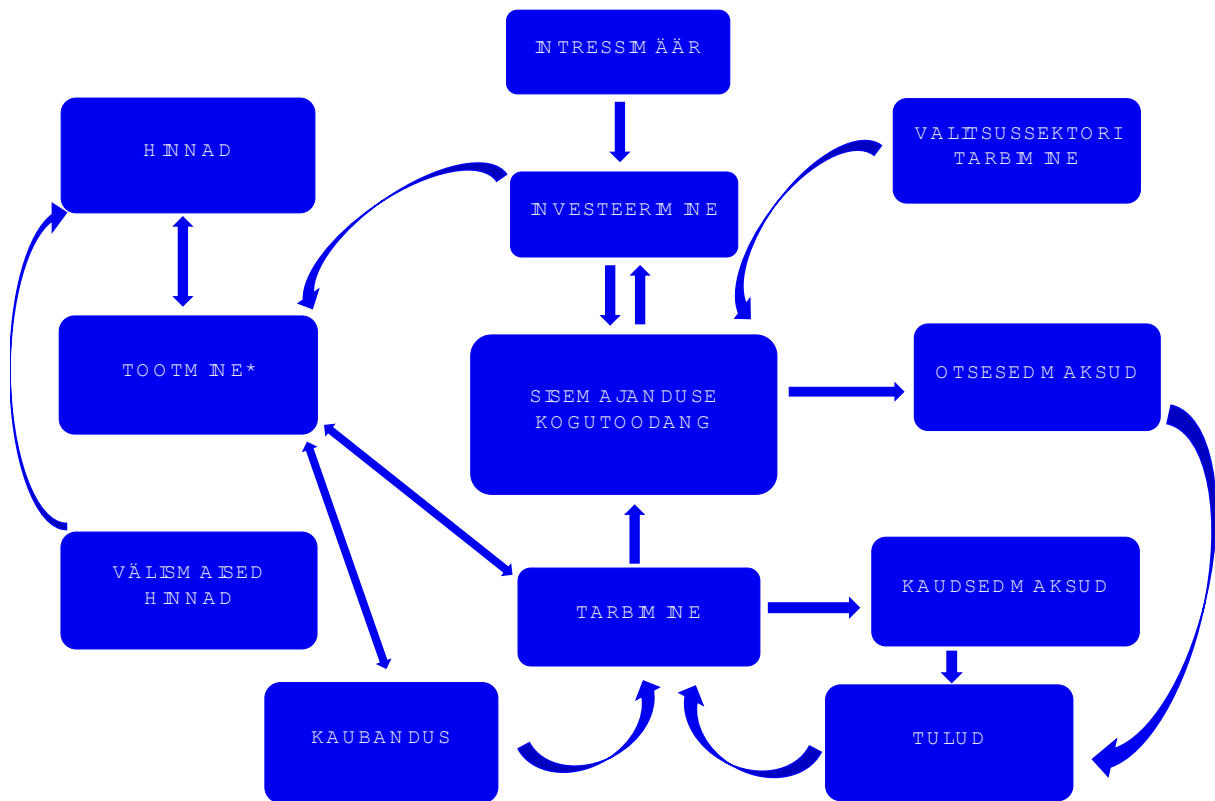 INTRESSIMÄÄR
HINNAD
VALITSUSSEKTORI
TARBIMINE
INVESTEERIMINE
TOOTMINE*
SISEMAJANDUSE
KOGUTOODANG
OTSESED MAKSUD
VÄLISMAISED
HINNAD
TARBIMINE
KAUDSED MAKSUD
KAUBANDUS
TULUD